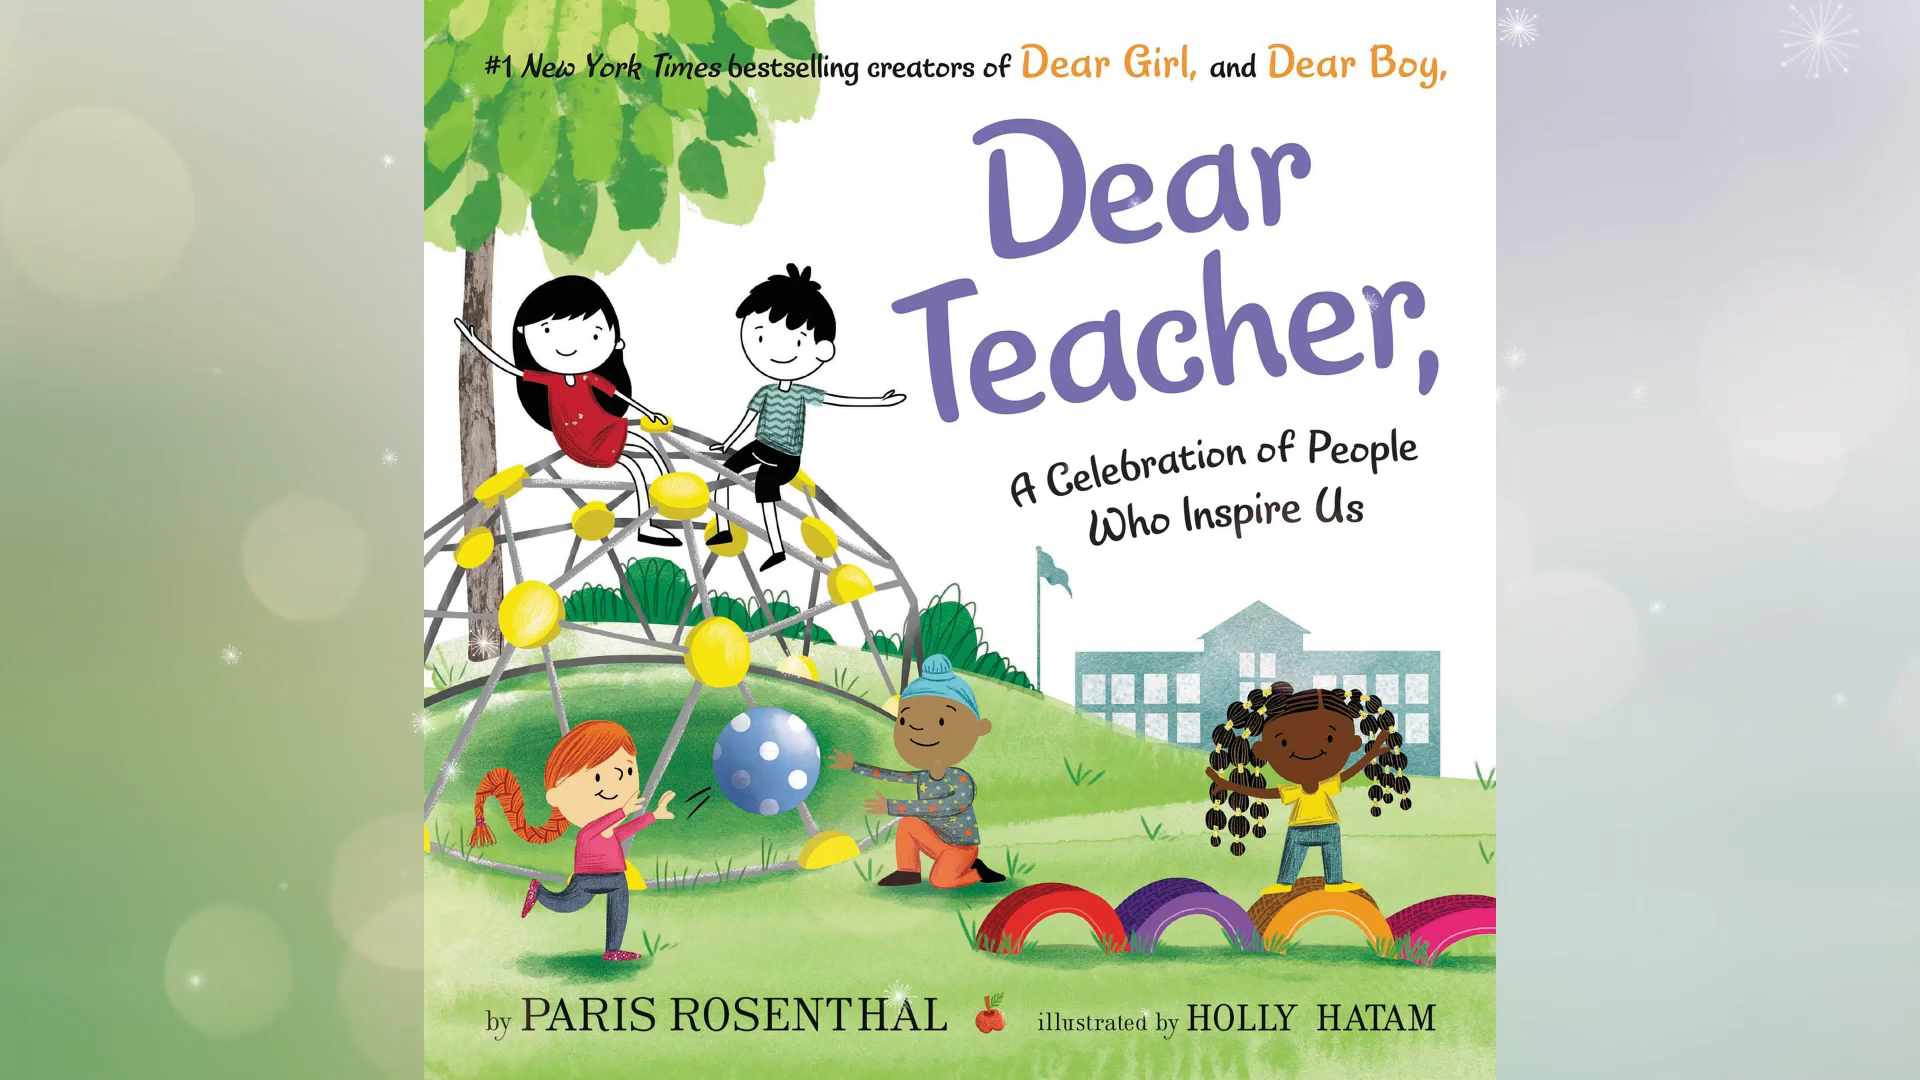 #1 New York Times bestselling creators of Dear Girl, and Dear Boy,
Dear
Teacher,
A Celebration of People
Who Inspire Us
by PARIS ROSENTHAL illustrated by HOLLY HATAM